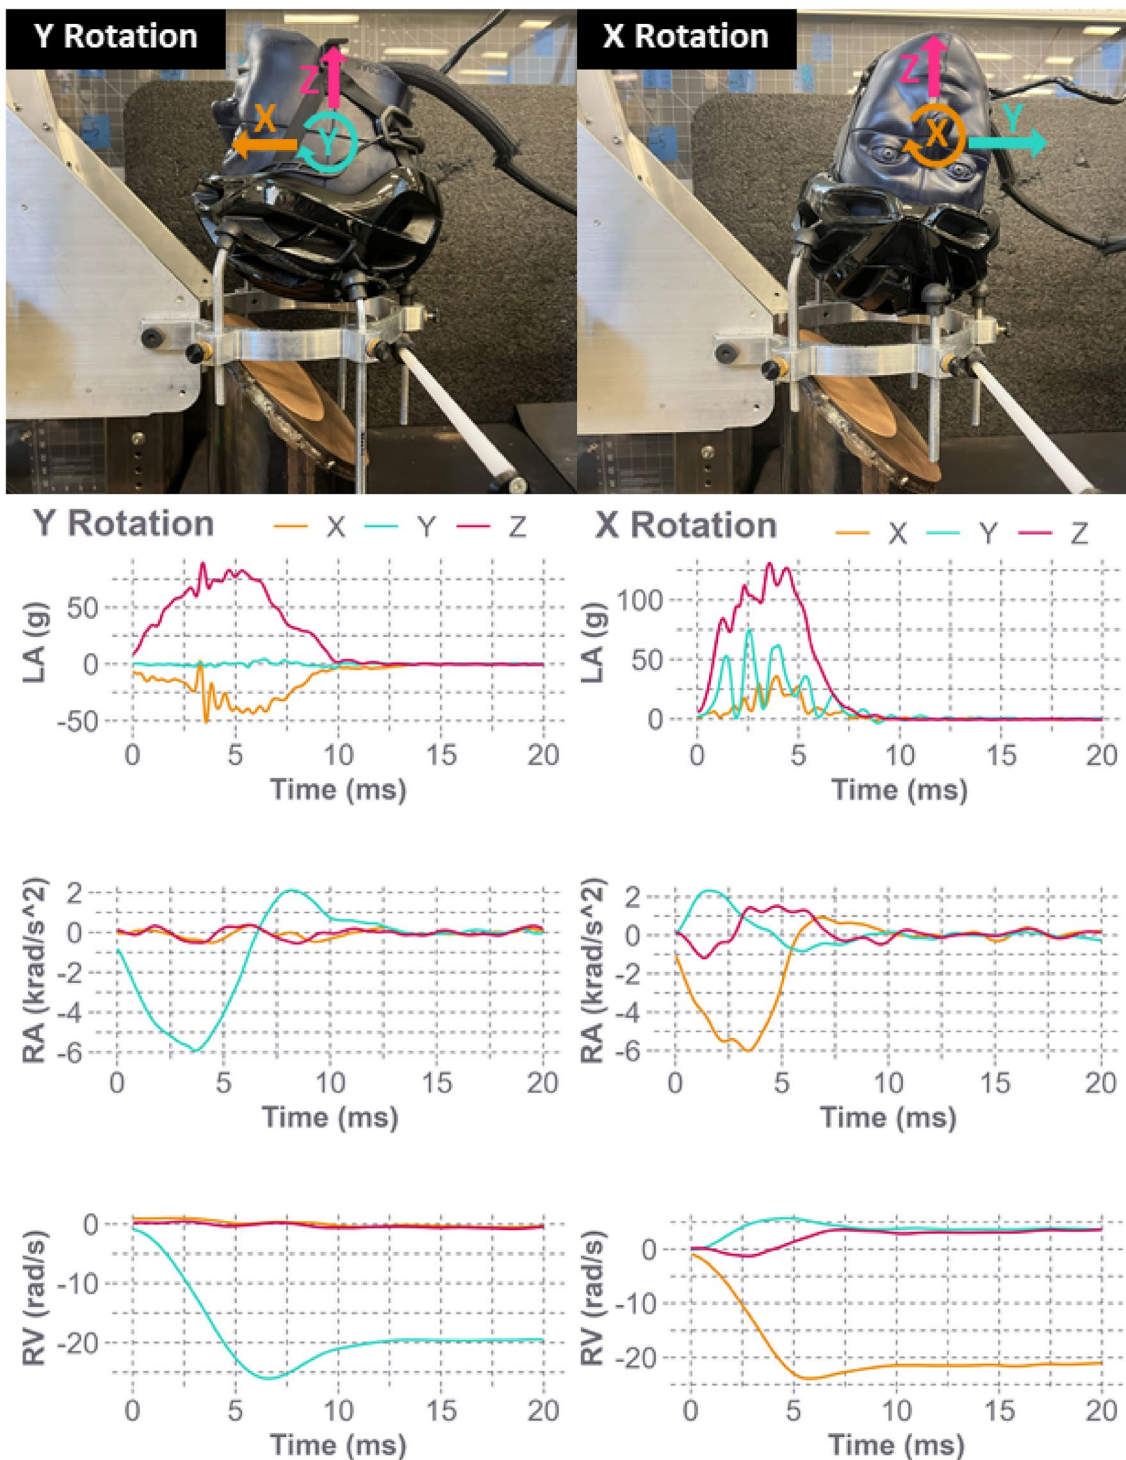 Y Rotation
X Rotation
Z
X
Y
Z
X
Y
Y Rotation
X Y Z
X Rotation
X Y Z
LA (g)
50
0
-50
0 5 10 15 20
Time (ms)
LA (g)
100
50
0
0 5 10 15 20
Time (ms)
RA (krad/s^2)
2
0
-2
-4
-6
0 5 10 15 20
Time (ms)
RA (krad/s^2)
2
0
-2
-4
-6
0 5 10 15 20
Time (ms)
RV (rad/s)
0
-10
-20
0 5 10 15 20
Time (ms)
RV (rad/s)
0
-10
-20
0 5 10 15 20
Time (ms)